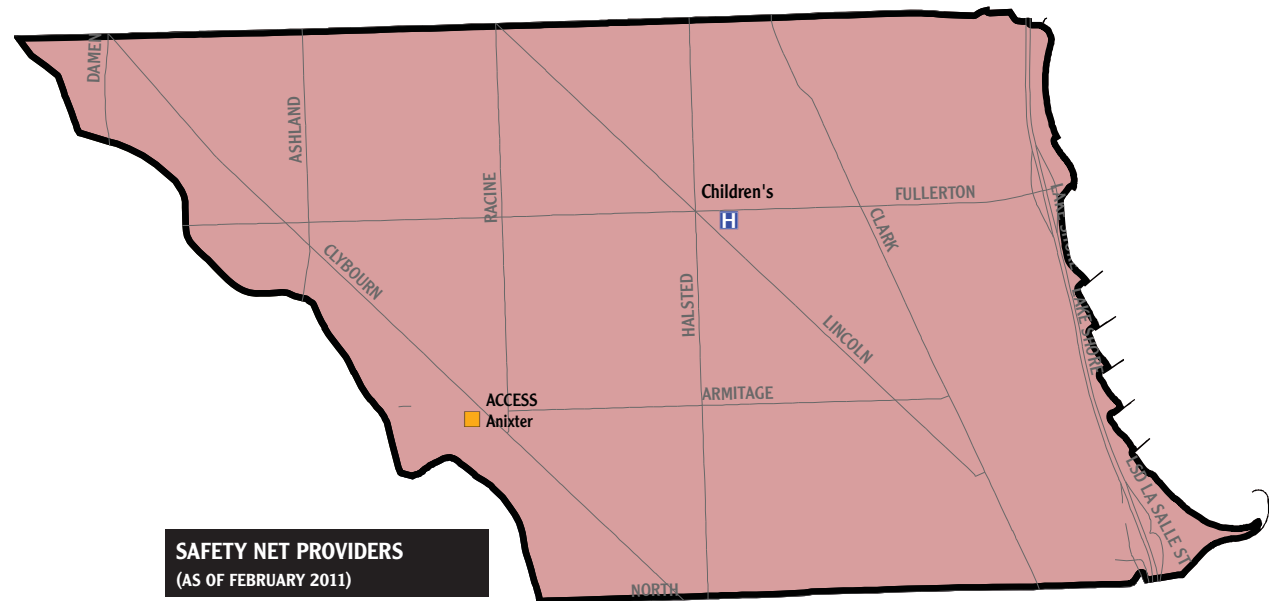 DAMEN
ASHLAND
RACINE
Children's
H
FULLERTON
CLARK
LAKE SHORE
CLYBOURN
HALSTED
LAKE SHORE
LINCOLN
ARMITAGE
ACCESS
Anixter
LSD LA SALLE ST
NORTH
SAFETY NET PROVIDERS
(AS OF FEBRUARY 2011)